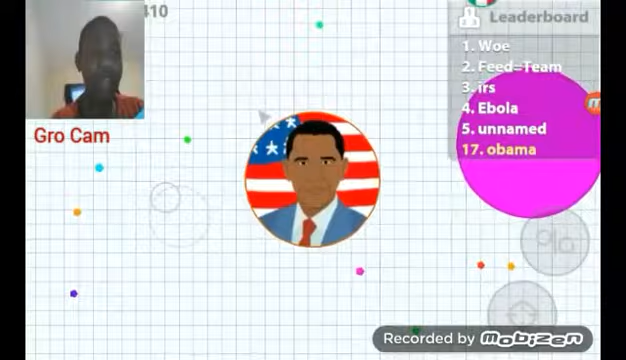 410
Leaderboard
1. Woe
2. Feed=Team
3. irs
4. Ebola
5. unnamed
17. obama
Gro Cam
Recorded by mobizen